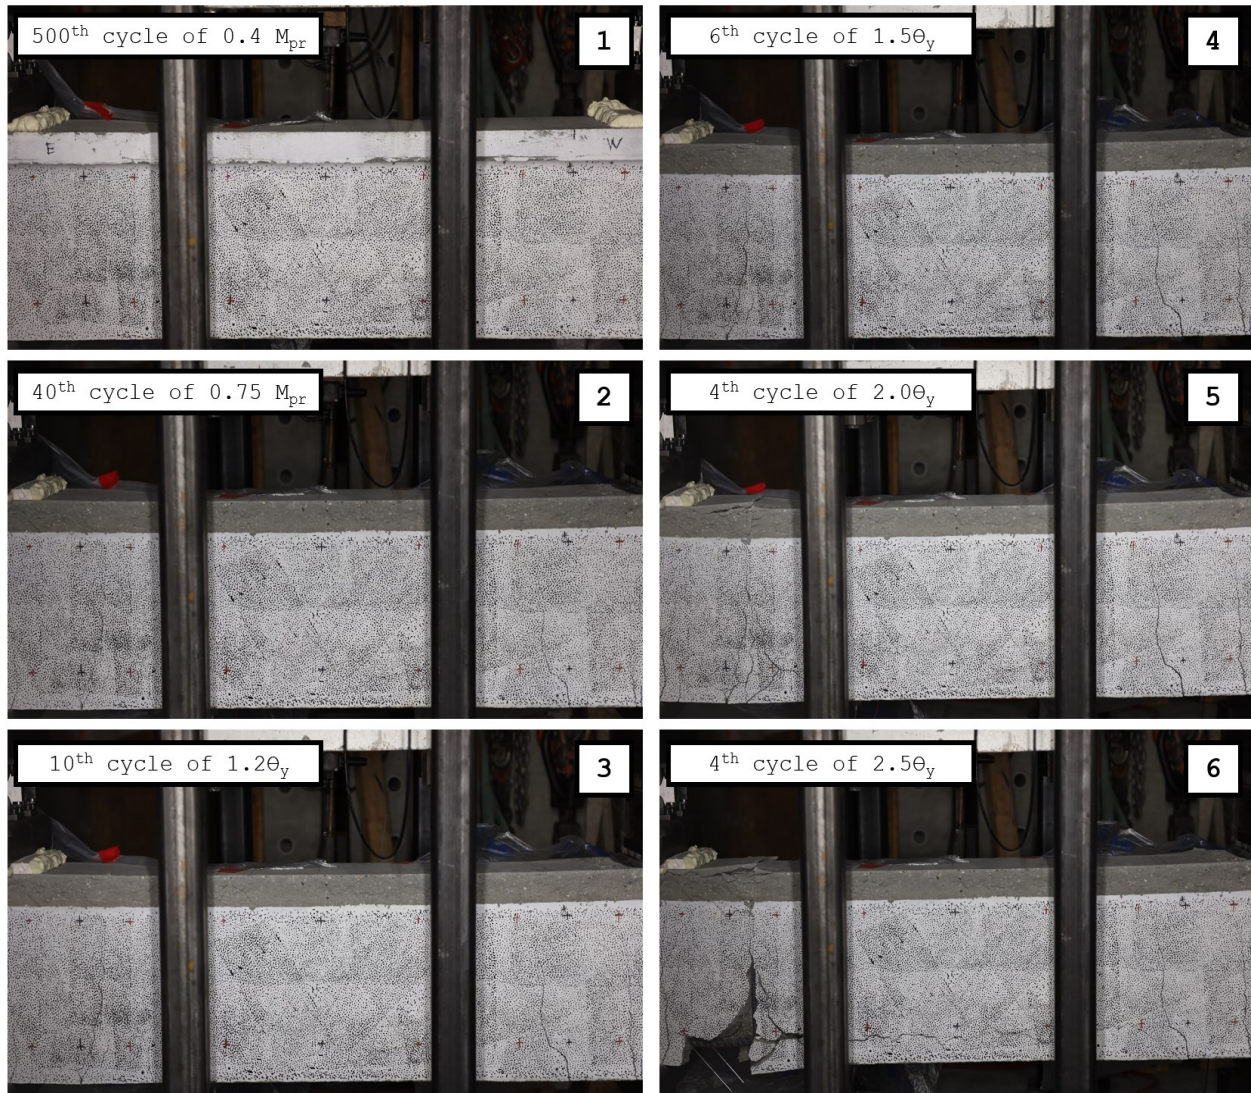 500th cycle of 0.4 Mpr
1
E
W
40th cycle of 0.75 Mpr
2
10th cycle of 1.2Θy
3
6th cycle of 1.5Θy
4
4th cycle of 2.0Θy
5
4th cycle of 2.5Θy
6